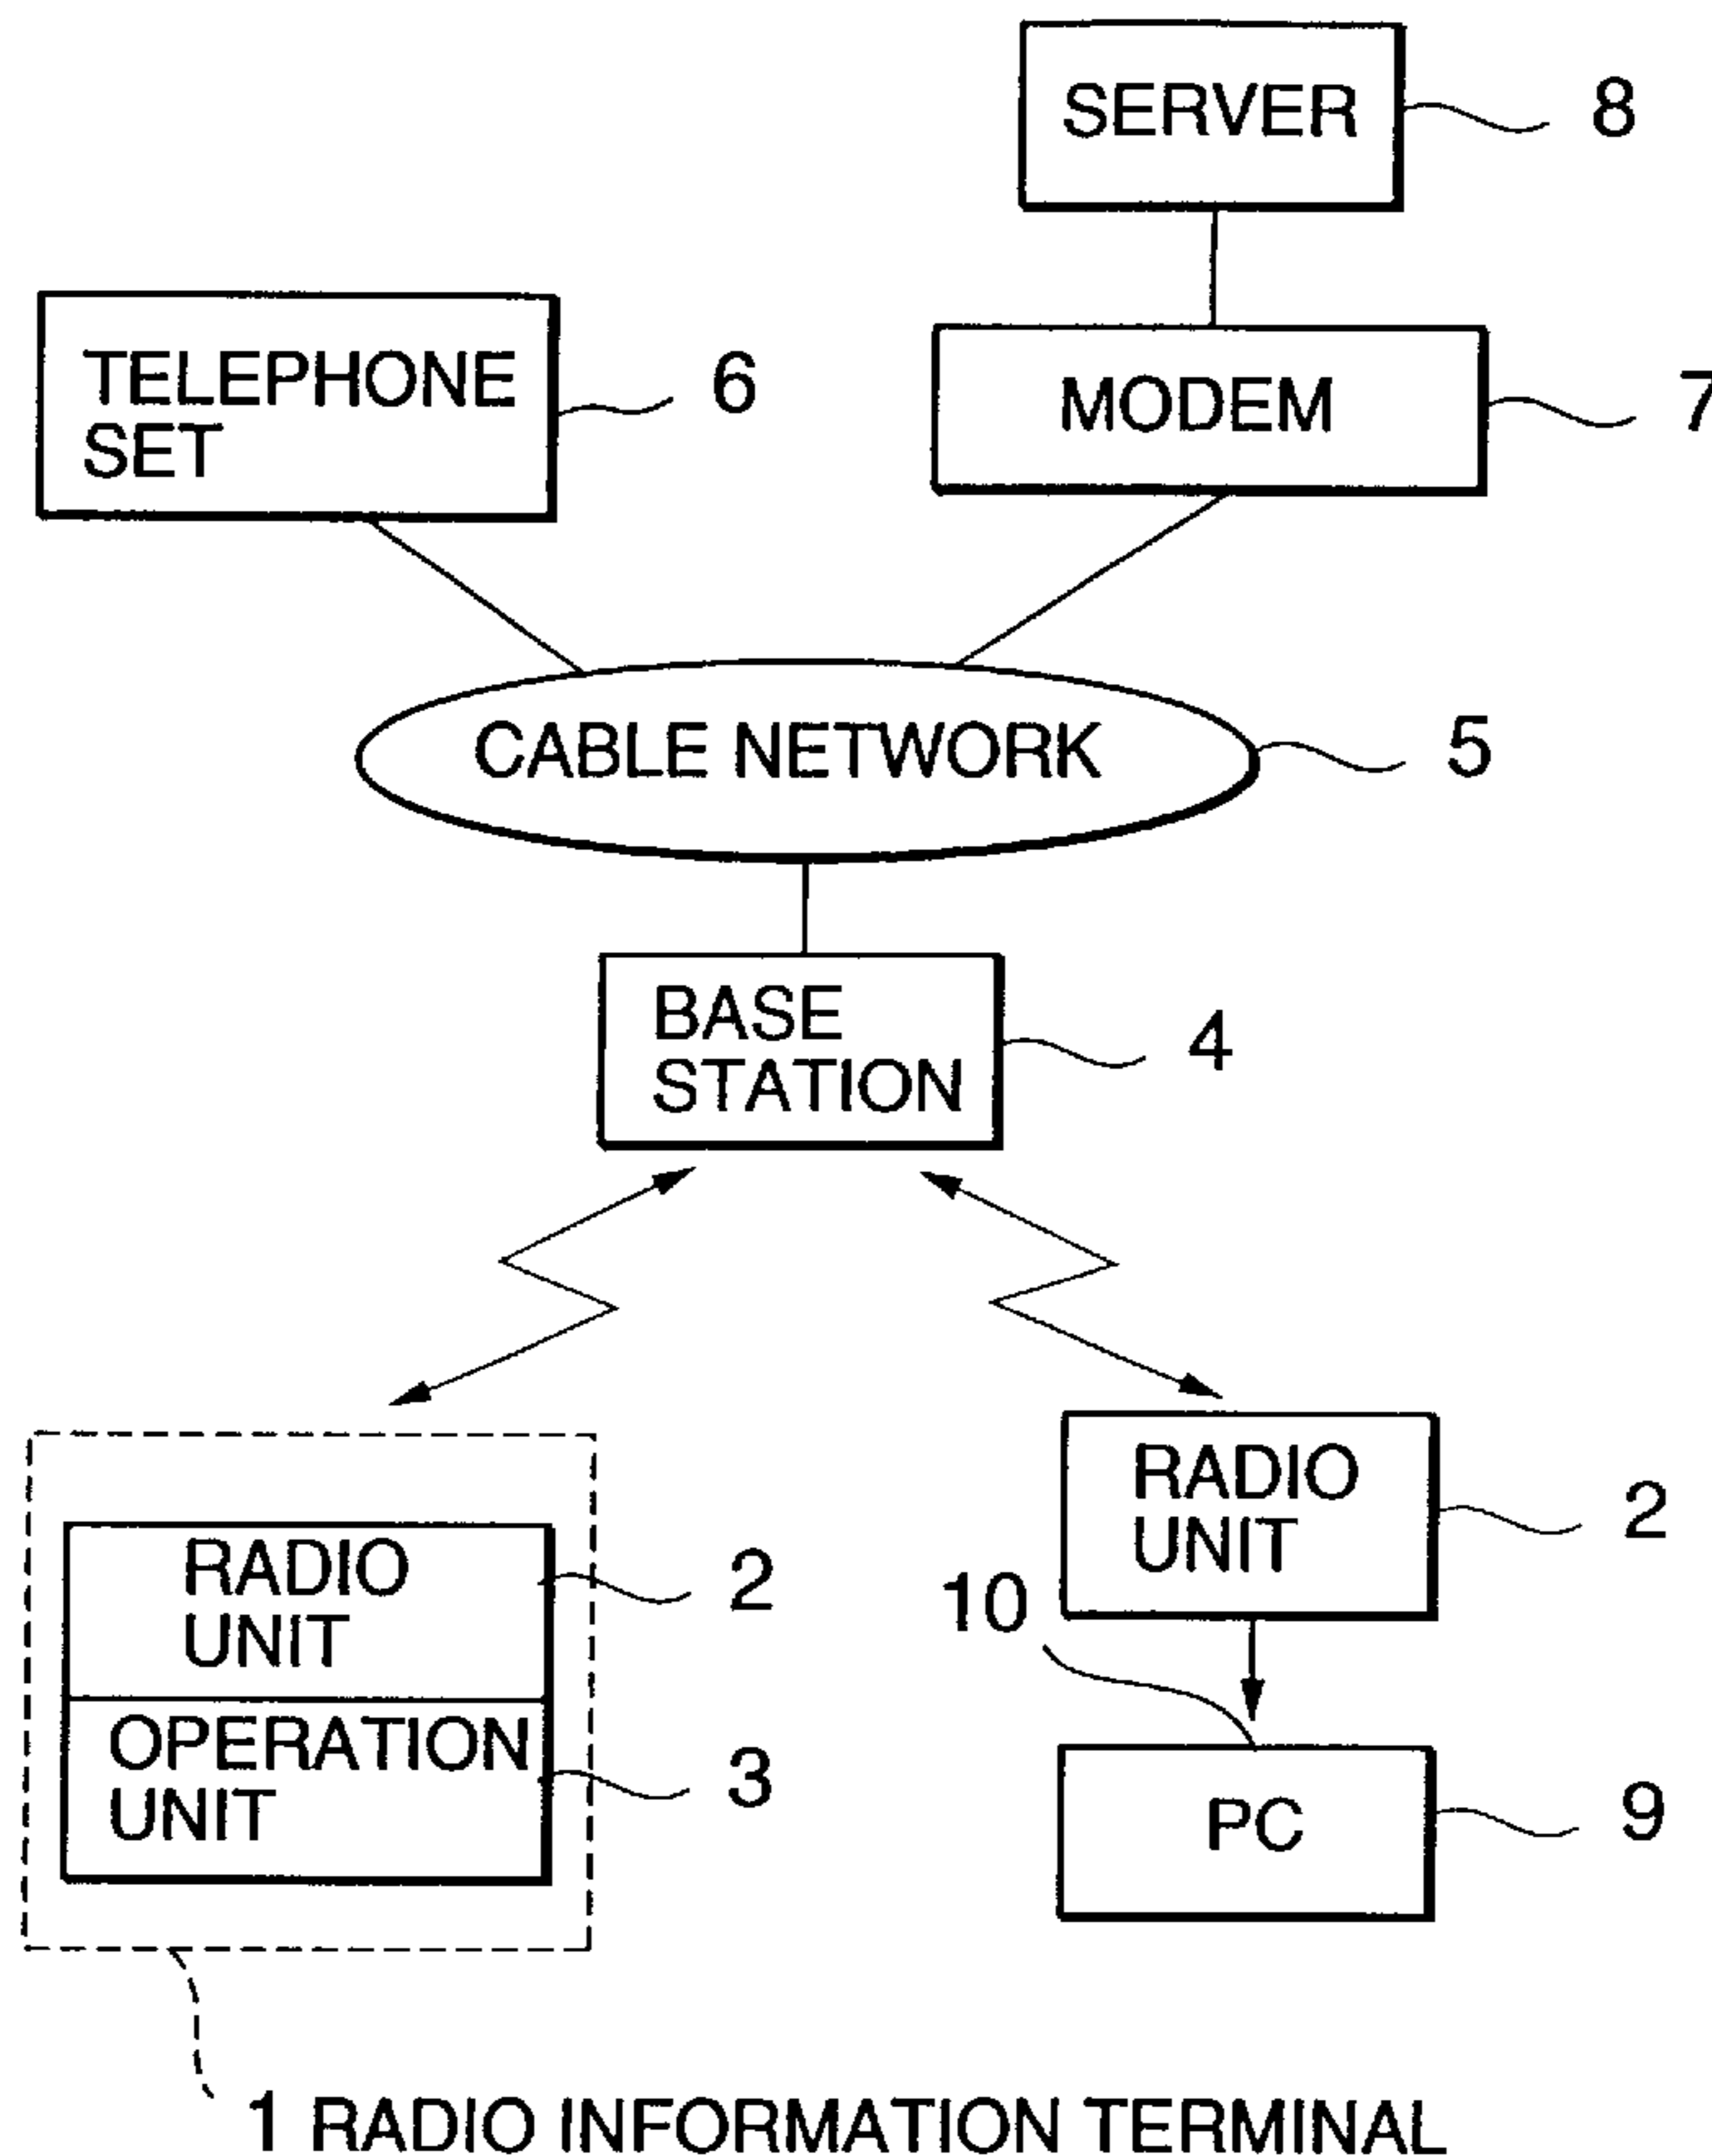 SERVER
8
TELEPHONE
SET
6
MODEM
7
CABLE NETWORK
5
BASE
STATION
4
RADIO
UNIT
2
RADIO
UNIT
2
10
OPERATION
UNIT
3
PC
9
1 RADIO INFORMATION TERMINAL